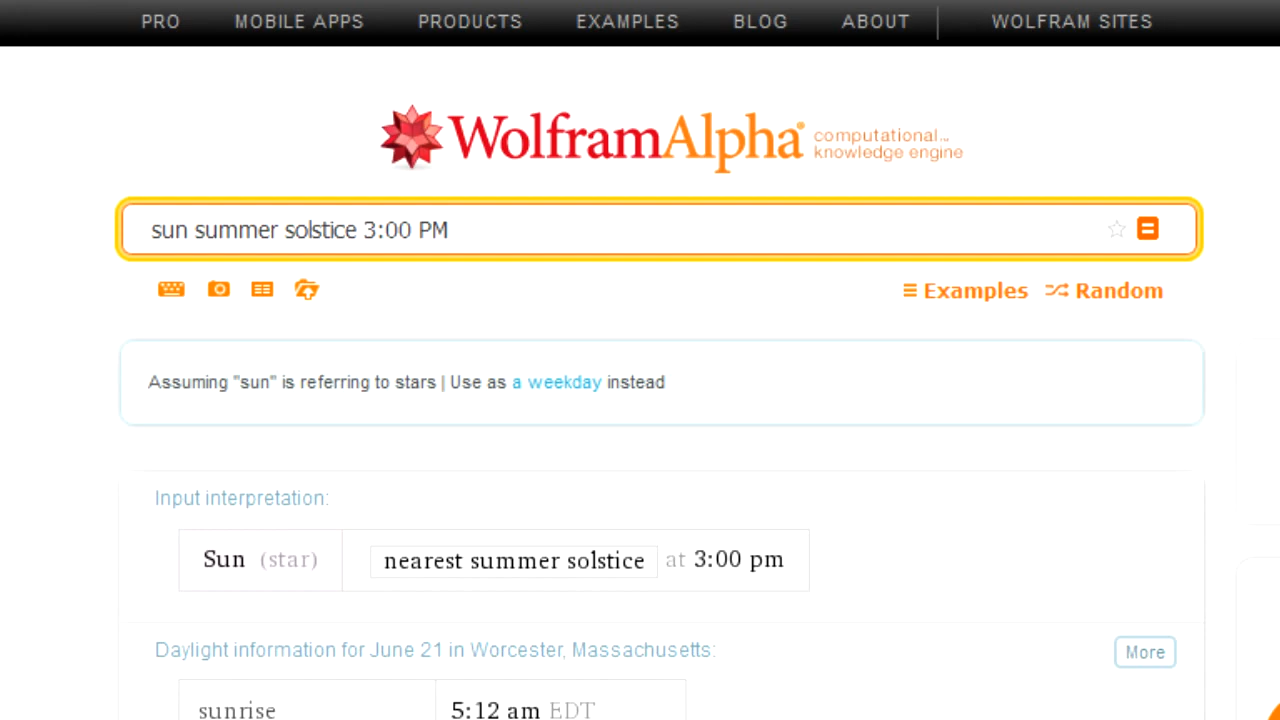 PRO MOBILE APPS PRODUCTS EXAMPLES BLOG ABOUT WOLFRAM SITES
WolframAlpha computational...
knowledge engine
sun summer solstice 3:00 PM
Examples Random
Assuming "sun" is referring to stars | Use as a weekday instead
Input interpretation:
Sun (star) nearest summer solstice at 3:00 pm
Daylight information for June 21 in Worcester, Massachusetts: More
sunrise 5:12 am EDT